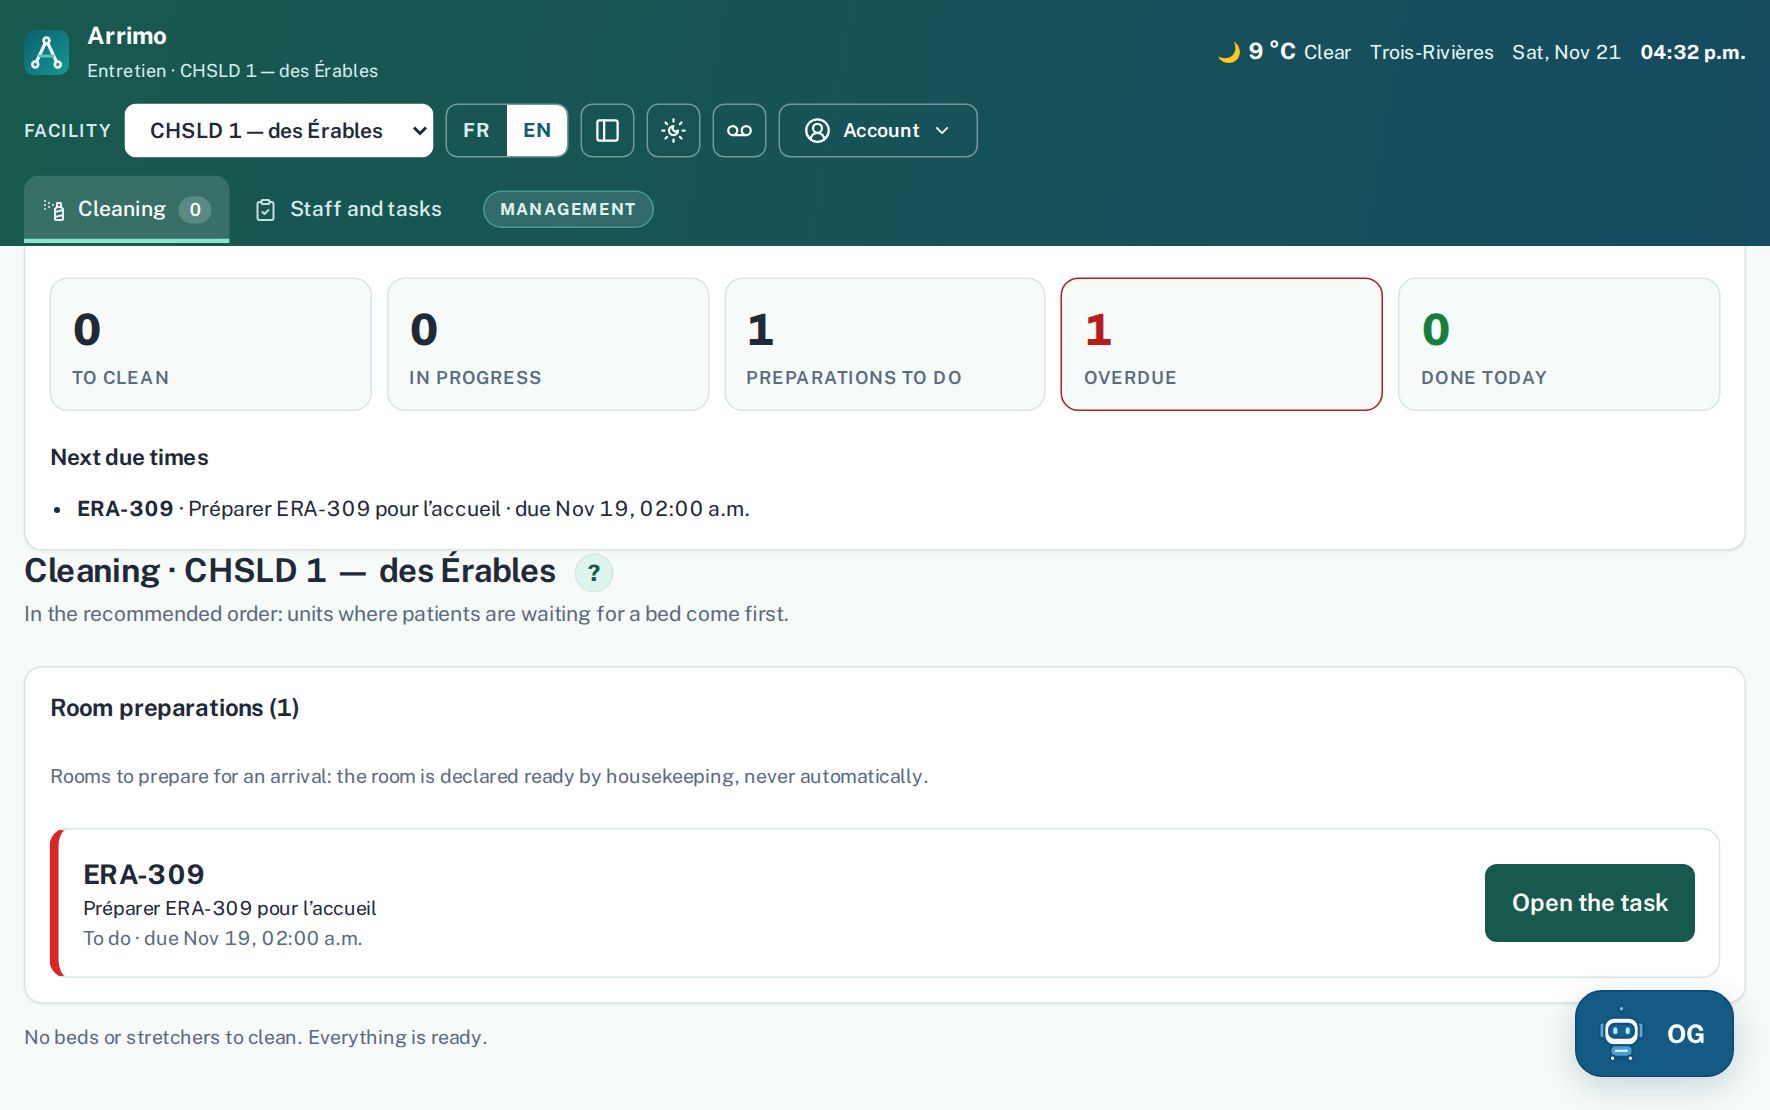 Arrimo
Entretien · CHSLD 1 — des Érables
🌙 9 °C Clear Trois-Rivières Sat, Nov 21 04:32 p.m.
FACILITY CHSLD 1 — des Érables FR EN Account
Cleaning 0 Staff and tasks MANAGEMENT
0 0 1 1 0
TO CLEAN IN PROGRESS PREPARATIONS TO DO OVERDUE DONE TODAY
Next due times
• ERA-309 · Préparer ERA-309 pour l’accueil · due Nov 19, 02:00 a.m.
Cleaning · CHSLD 1 — des Érables ?
In the recommended order: units where patients are waiting for a bed come first.
Room preparations (1)
Rooms to prepare for an arrival: the room is declared ready by housekeeping, never automatically.
ERA-309
Préparer ERA-309 pour l’accueil
To do · due Nov 19, 02:00 a.m.
Open the task
No beds or stretchers to clean. Everything is ready.
OG